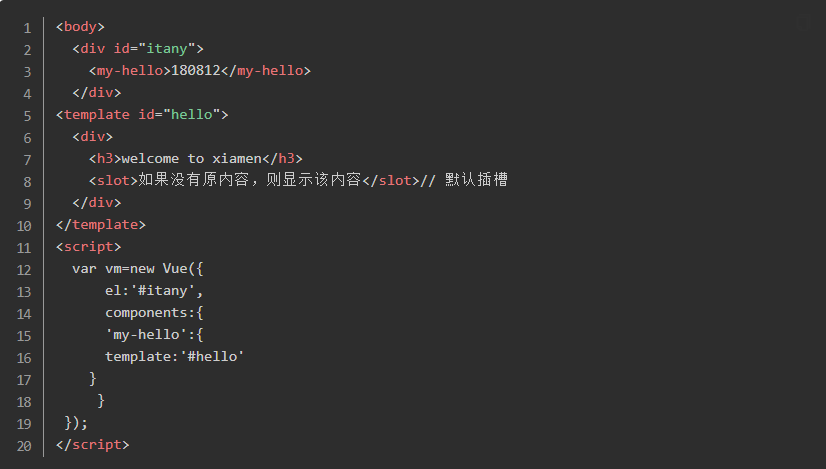 1 <body>
2   <div id="itany">
3     <my-hello>180812</my-hello>
4   </div>
5 <template id="hello">
6   <div>
7     <h3>welcome to xiamen</h3>
8     <slot>如果没有原内容，则显示该内容</slot>// 默认插槽
9   </div>
10 </template>
11 <script>
12   var vm=new Vue({
13       el:'#itany',
14       components:{
15       'my-hello':{
16       template:'#hello'
17     }
18      }
19  });
20 </script>